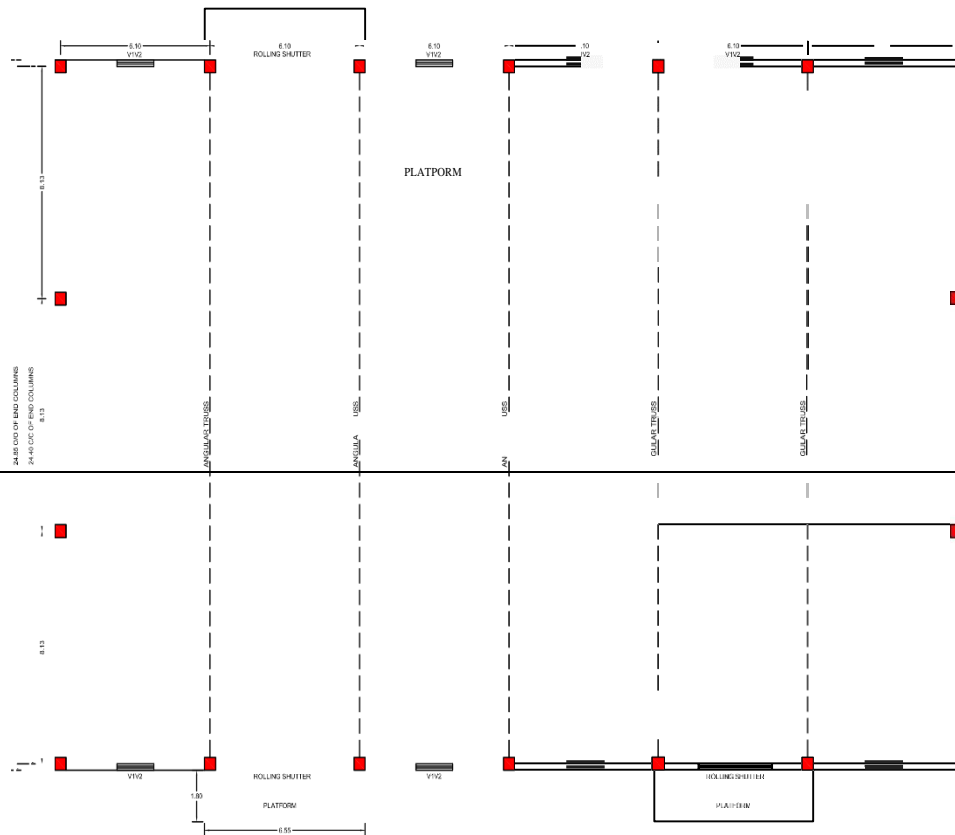 6.10 6.10 6.10 .10 6.10
V1V2 ROLLING SHUTTER V1V2 V1V2 V1V2
PLATPORM
8.13
24.85 O/O OF END COLUMNS
24.40 C/C OF END COLUMNS
8.13
ANGULAR TRUSS
ANGULA USS
AN USS
GULAR TRUSS
GULAR TRUSS
8.13
V1V2 ROLLING SHUTTER V1V2 ROLLING SHUTTER
1.80
PLATFORM PLATFORM
6.55